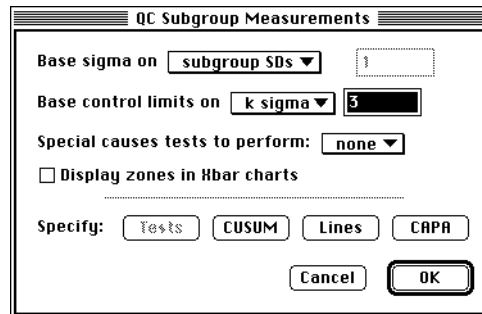 QC Subgroup Measurements
Base sigma on subgroup SDs ▼ 1
Base control limits on k sigma ▼ 3
Special causes tests to perform: none ▼
Display zones in Xbar charts
Specify: Tests CUSUM Lines CAPA
Cancel OK